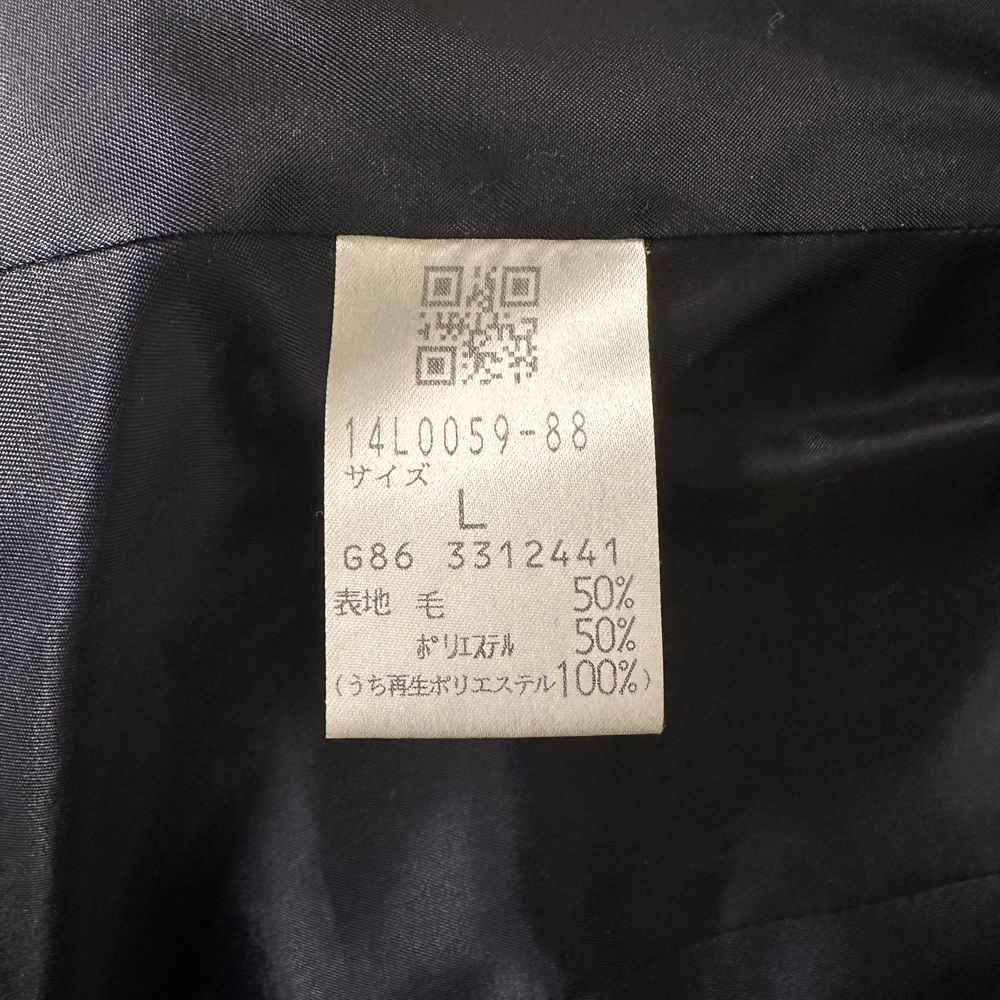 14L0059-88
サイズ
L
G86 3312441
表地 毛 50%
ポリエステル 50%
(うち再生ポリエステル100%)